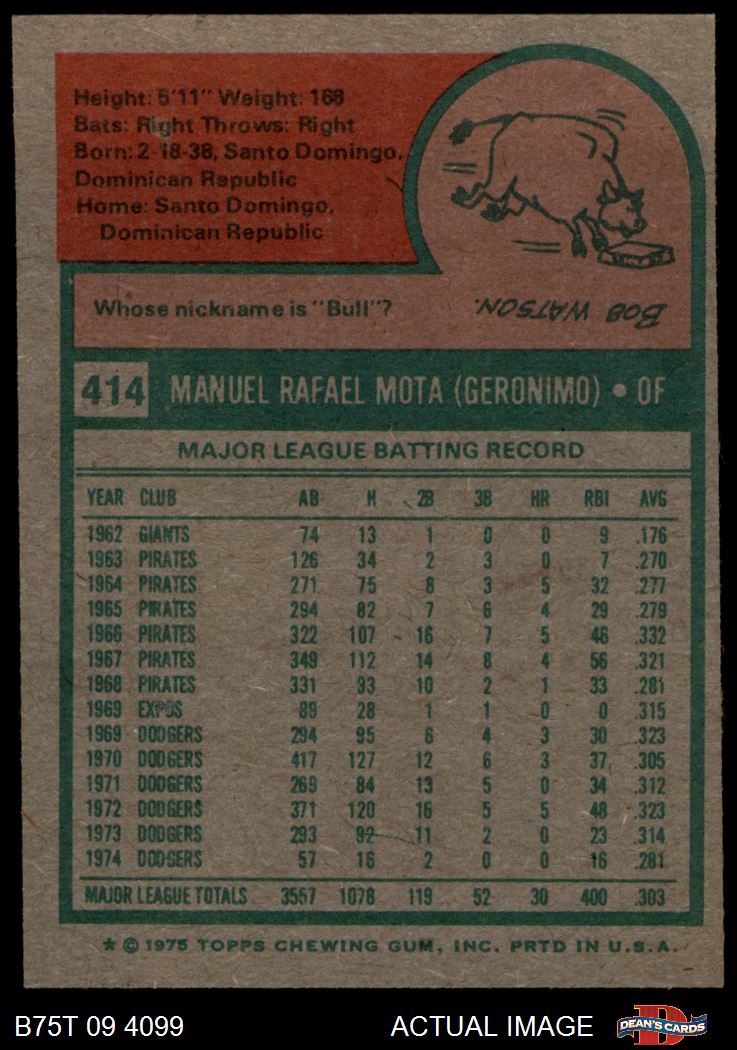 Height: 5'11" Weight: 168
Bats: Right Throws: Right
Born: 2-18-38, Santo Domingo,
Dominican Republic
Home: Santo Domingo,
Dominican Republic
Whose nickname is "Bull"?
BOB WATSON.
414 MANUEL RAFAEL MOTA (GERONIMO) • OF
MAJOR LEAGUE BATTING RECORD
YEAR CLUB AB H 2B 3B HR RBI AVG
1962 GIANTS 74 13 1 0 0 9 .176
1963 PIRATES 126 34 2 3 0 7 .270
1964 PIRATES 271 75 8 3 5 32 .277
1965 PIRATES 294 82 7 6 4 29 .279
1966 PIRATES 322 107 16 7 5 46 .332
1967 PIRATES 349 112 14 8 4 56 .321
1968 PIRATES 331 93 10 2 1 33 .281
1969 EXPOS 89 28 1 1 0 0 .315
1969 DODGERS 294 95 6 4 3 30 .323
1970 DODGERS 417 127 12 6 3 37 .305
1971 DODGERS 269 84 13 5 0 34 .312
1972 DODGERS 371 120 16 5 5 48 .323
1973 DODGERS 293 92 11 2 0 23 .314
1974 DODGERS 57 16 2 0 0 16 .281
MAJOR LEAGUE TOTALS 3557 1078 119 52 30 400 .303
* © 1975 TOPPS CHEWING GUM, INC. PRTD IN U.S.A.
B75T 09 4099 ACTUAL IMAGE DEAN'S CARDS